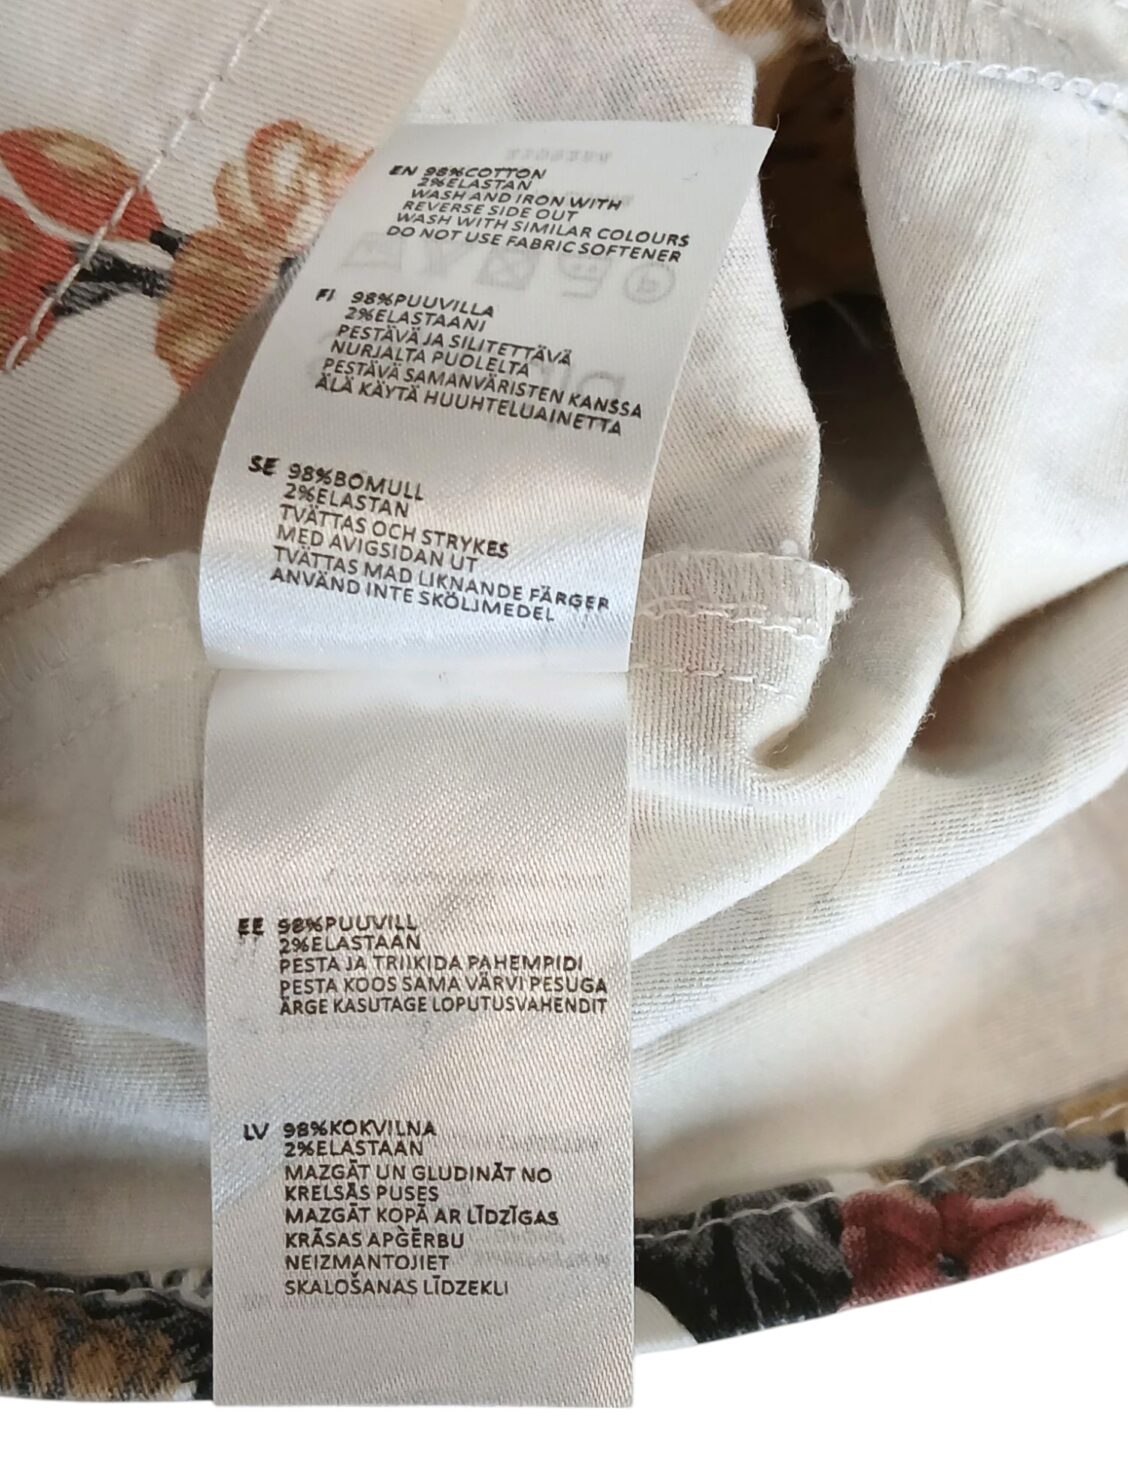 EN 98%COTTON
2%ELASTAN
WASH AND IRON WITH
REVERSE SIDE OUT
WASH WITH SIMILAR COLOURS
DO NOT USE FABRIC SOFTENER
FI 98%PUUVILLA
2%ELASTAANI
PESTÄVÄ JA SILITETTÄVÄ
NURJALTA PUOLELTA
PESTÄVÄ SAMANVÄRISTEN KANSSA
ÄLÄ KÄYTÄ HUUHTELUAINETTA
SE 98%BOMULL
2%ELASTAN
TVÄTTAS OCH STRYKES
MED AVIGSIDAN UT
TVÄTTAS MAD LIKNANDE FÄRGER
ANVÄND INTE SKÖLJMEDEL
EE 98%PUUVILL
2%ELASTAAN
PESTA JA TRIIKIDA PAHEMPIDI
PESTA KOOS SAMA VÄRVI PESUGA
ÄRGE KASUTAGE LOPUTUSVAHENDIT
LV 98%KOKVILNA
2%ELASTAAN
MAZGĀT UN GLUDINĀT NO
KRELSĀS PUSES
MAZGĀT KOPĀ AR LĪDZĪGAS
KRĀSAS APĢĒRBU
NEIZMANTOJIET
SKALOŠANAS LĪDZEKLI